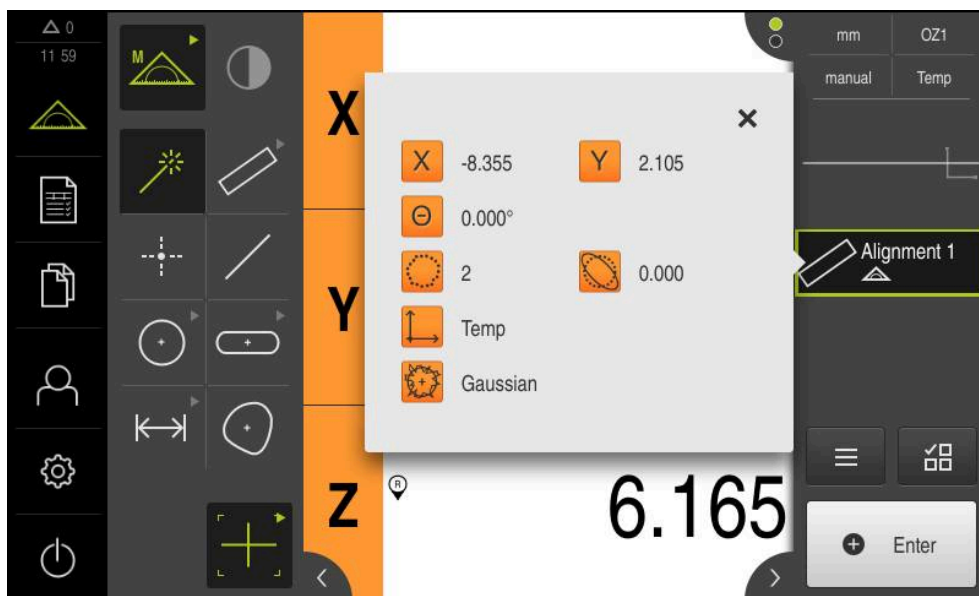 0
11 59
M
X
Y
Z
X -8.355 Y 2.105
Θ 0.000°
2 0.000
Temp
Gaussian
R
6.165
mm OZ1
manual Temp
Alignment 1
Enter